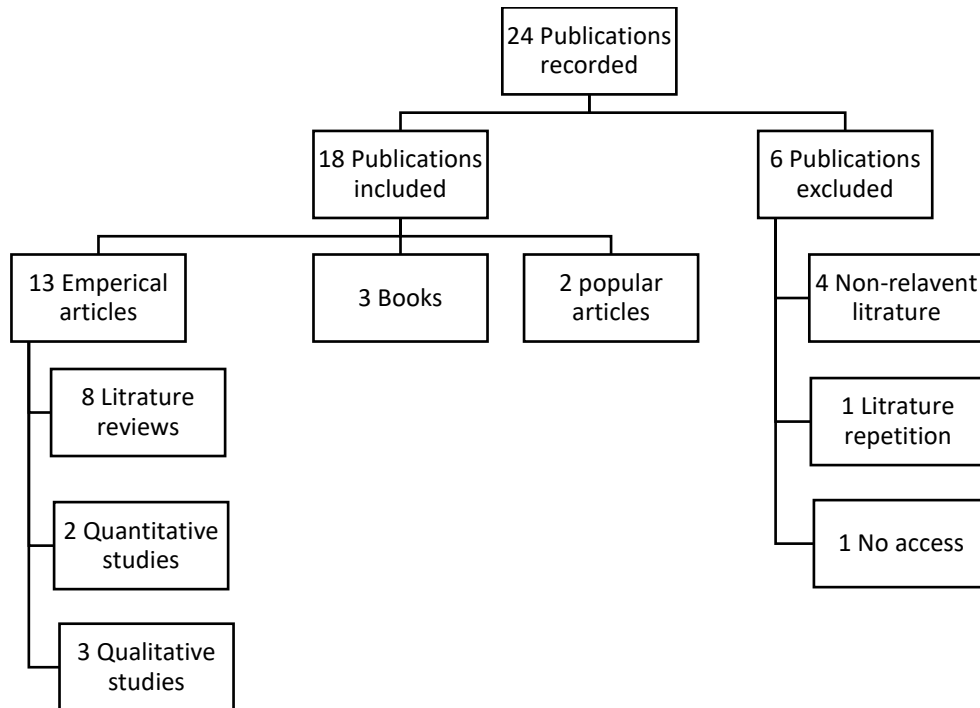 24 Publications
recorded
18 Publications
included
6 Publications
excluded
13 Emperical
articles
3 Books
2 popular
articles
4 Non-relavent
litrature
8 Litrature
reviews
1 Litrature
repetition
2 Quantitative
studies
1 No access
3 Qualitative
studies